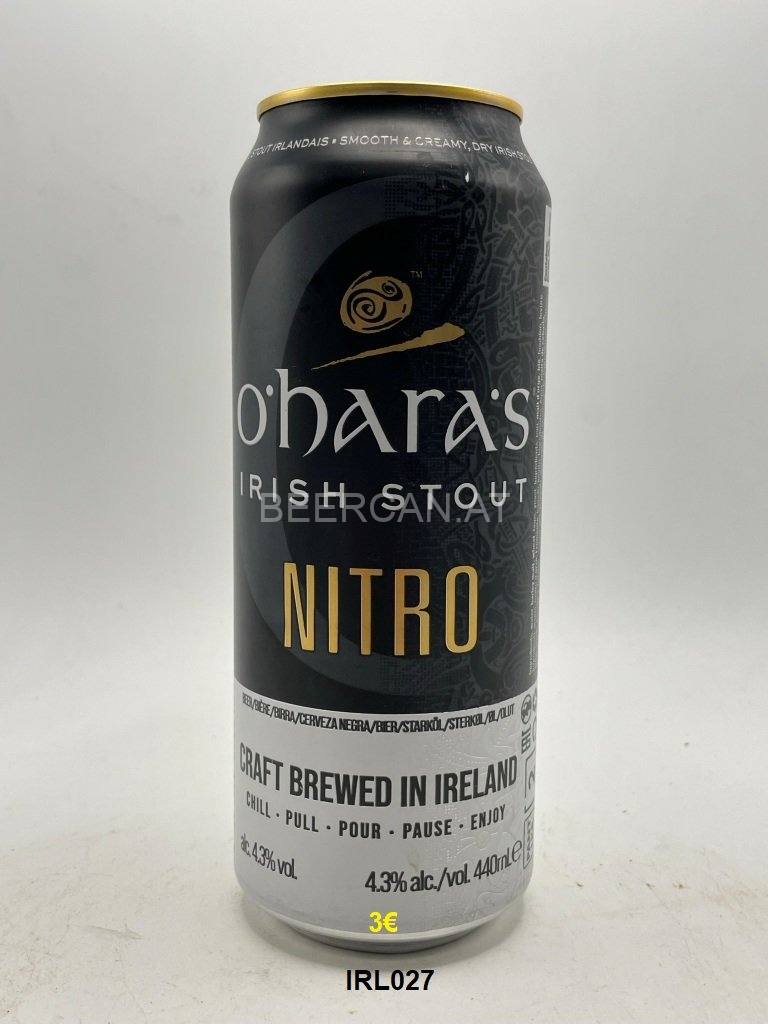 STOUT IRLANDAIS • SMOOTH & CREAMY, DRY IRISH STO
TM
O'hara's
IRISH STOUT
BEERCAN.AT
NITRO
BEER/BIÈRE/BIRRA/CERVEZA NEGRA/BIER/STARKÖL/STERKØL/ØL/OLUT
CRAFT BREWED IN IRELAND
CHILL · PULL · POUR · PAUSE · ENJOY
alc. 4.3% vol.
4.3% alc./vol. 440ml e
3€
IRL027